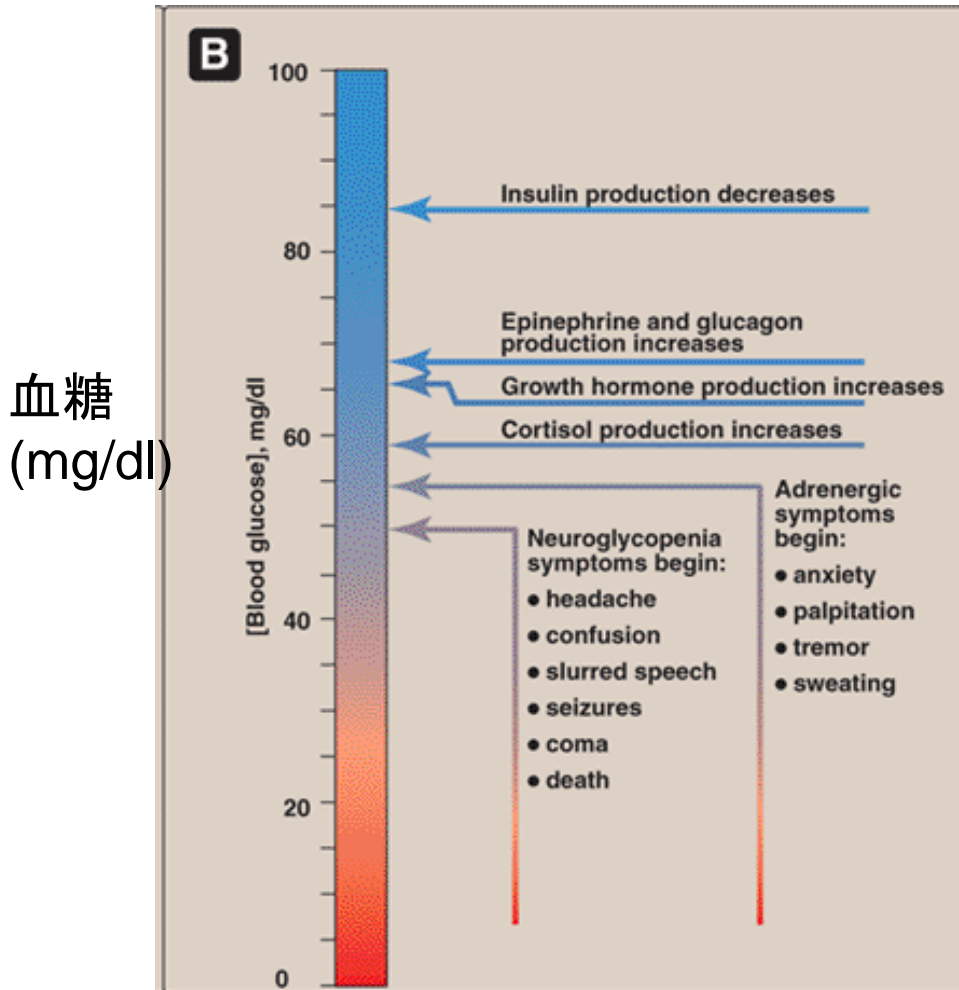 血糖
(mg/dl)
B
[Blood glucose], mg/dl
100
80
60
40
20
0
Insulin production decreases
Epinephrine and glucagon
production increases
Growth hormone production increases
Cortisol production increases
Neuroglycopenia
symptoms begin:
• headache
• confusion
• slurred speech
• seizures
• coma
• death
Adrenergic
symptoms
begin:
• anxiety
• palpitation
• tremor
• sweating